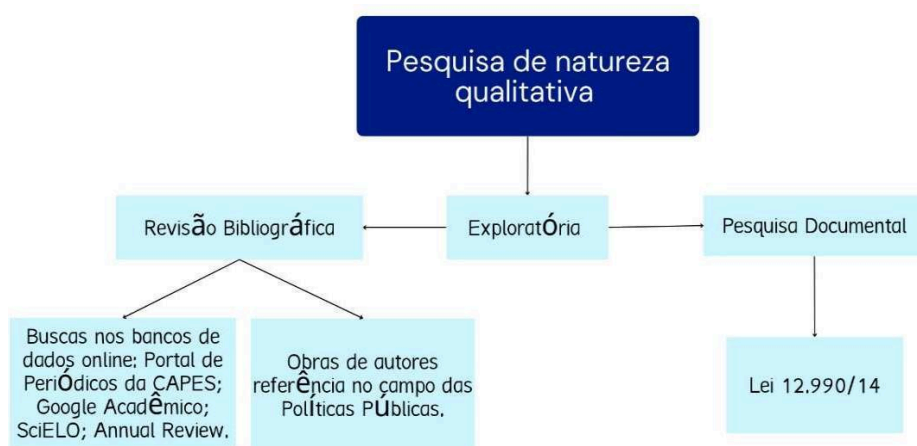 Pesquisa de natureza
qualitativa
Revisão Bibliográfica
Exploratória
Pesquisa Documental
Buscas nos bancos de
dados online: Portal de
Periódicos da CAPES;
Google Acadêmico;
SciELO; Annual Review.
Obras de autores
referência no campo das
Políticas Públicas.
Lei 12.990/14